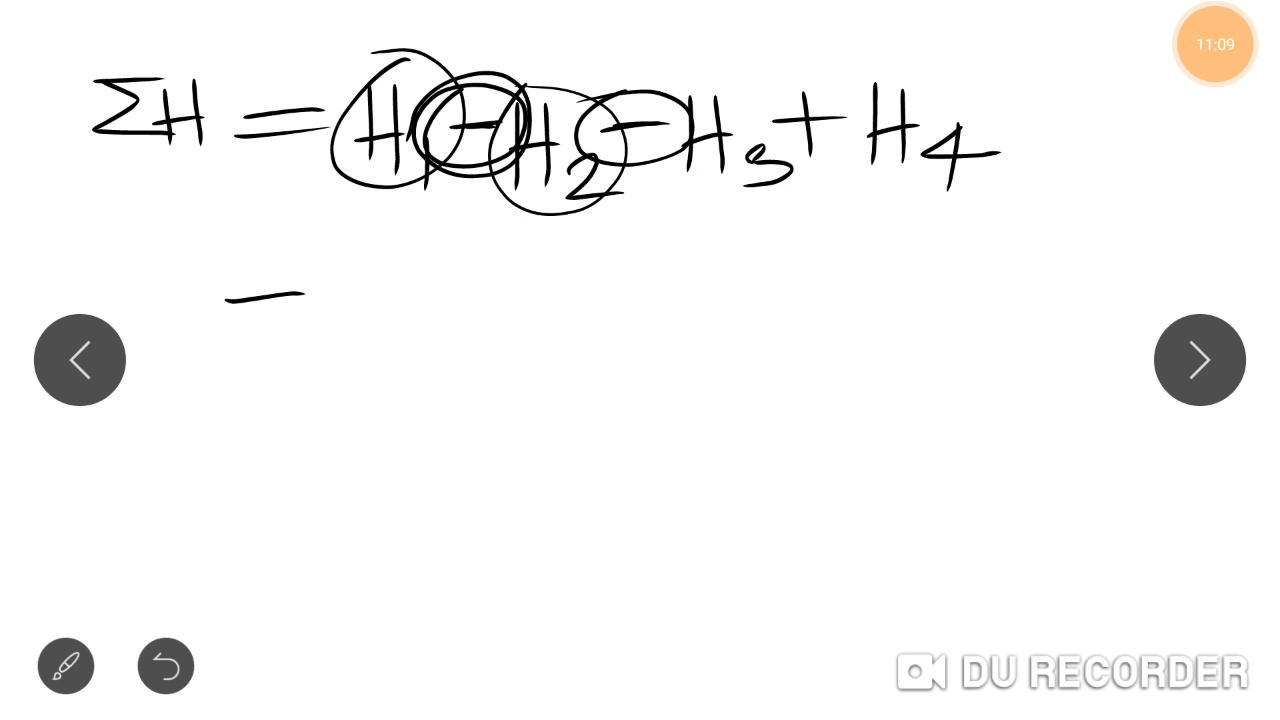 11:09
ΣH = H1 - H2 - H3 + H4
—
DU RECORDER